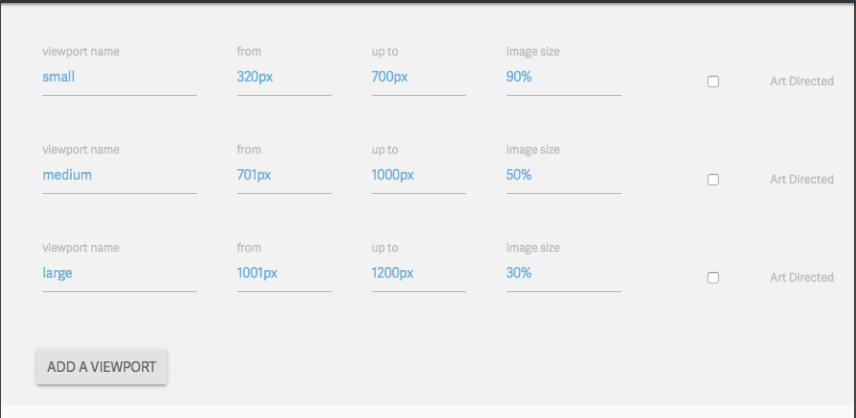 viewport name from up to image size
small 320px 700px 90% Art Directed
viewport name from up to image size
medium 701px 1000px 50% Art Directed
viewport name from up to image size
large 1001px 1200px 30% Art Directed
ADD A VIEWPORT